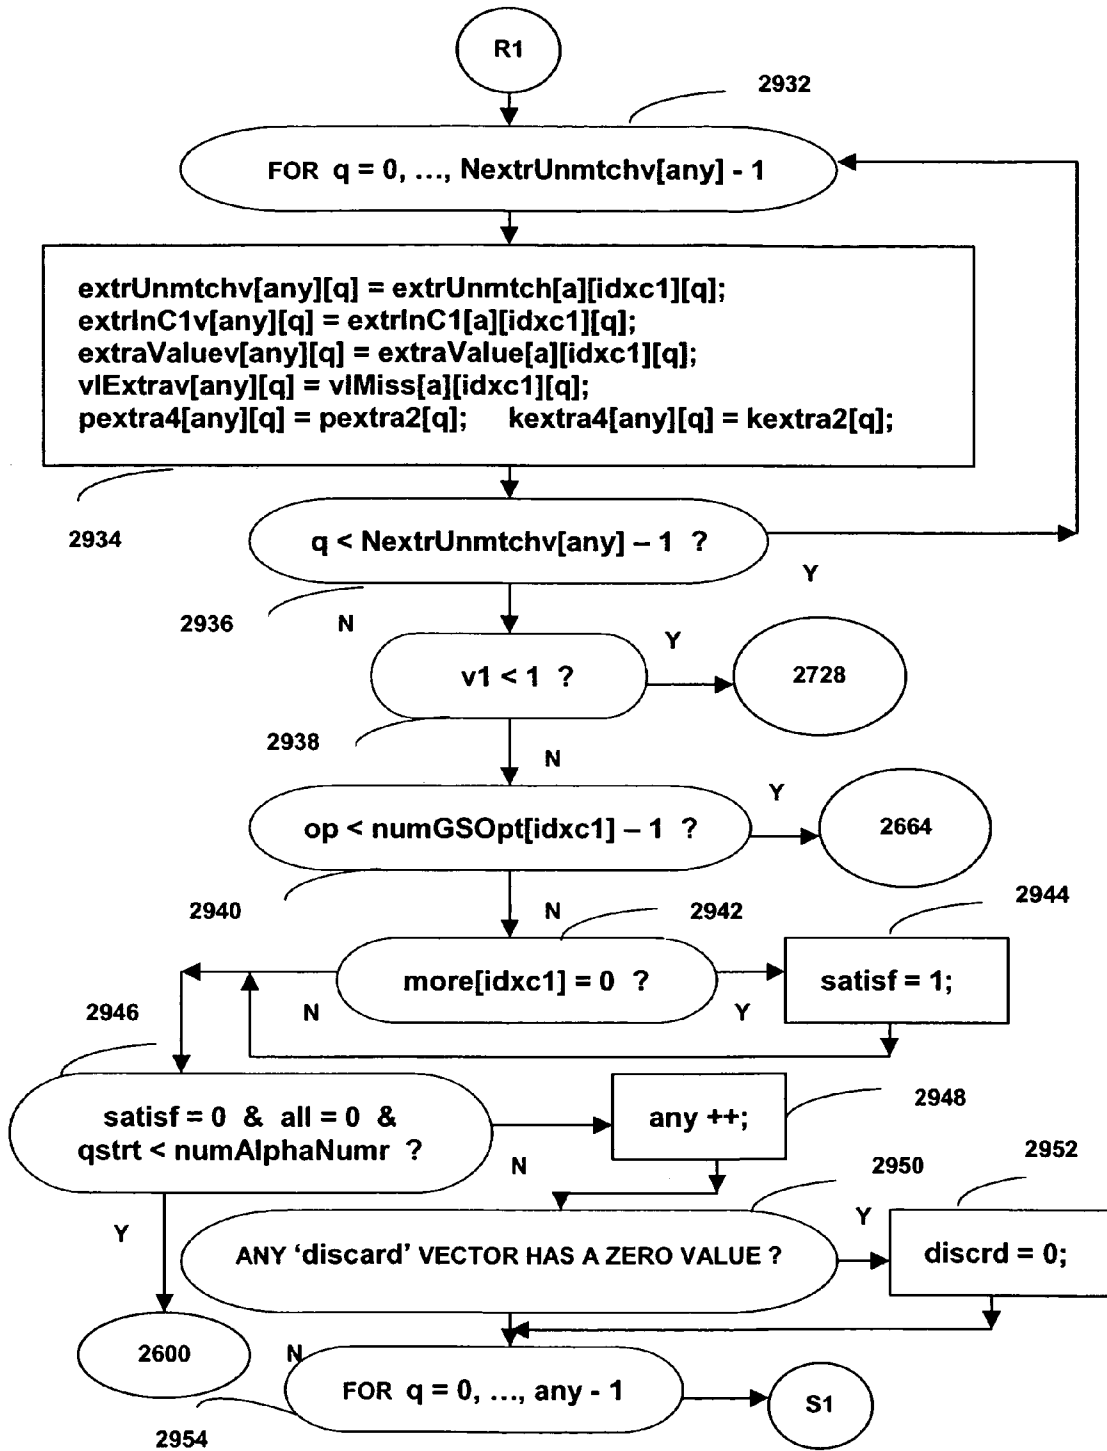 R1
2932
FOR q = 0, …, NextrUnmtchv[any] - 1
extrUnmtchv[any][q] = extrUnmtch[a][idxc1][q];
extrInC1v[any][q] = extrInC1[a][idxc1][q];
extraValuev[any][q] = extraValue[a][idxc1][q];
vlExtrav[any][q] = vlMiss[a][idxc1][q];
pextra4[any][q] = pextra2[q]; kextra4[any][q] = kextra2[q];
2934
q < NextrUnmtchv[any] – 1 ?
Y
2936
N
v1 < 1 ?
Y
2728
2938
N
op < numGSOpt[idxc1] – 1 ?
Y
2664
2940
N
2942
2944
more[idxc1] = 0 ?
satisf = 1;
N
Y
2946
satisf = 0 & all = 0 &
qstrt < numAlphaNumr ?
any ++;
2948
N
2950
2952
Y
ANY ‘discard’ VECTOR HAS A ZERO VALUE ?
Y
discrd = 0;
2600
N
FOR q = 0, …, any - 1
S1
2954